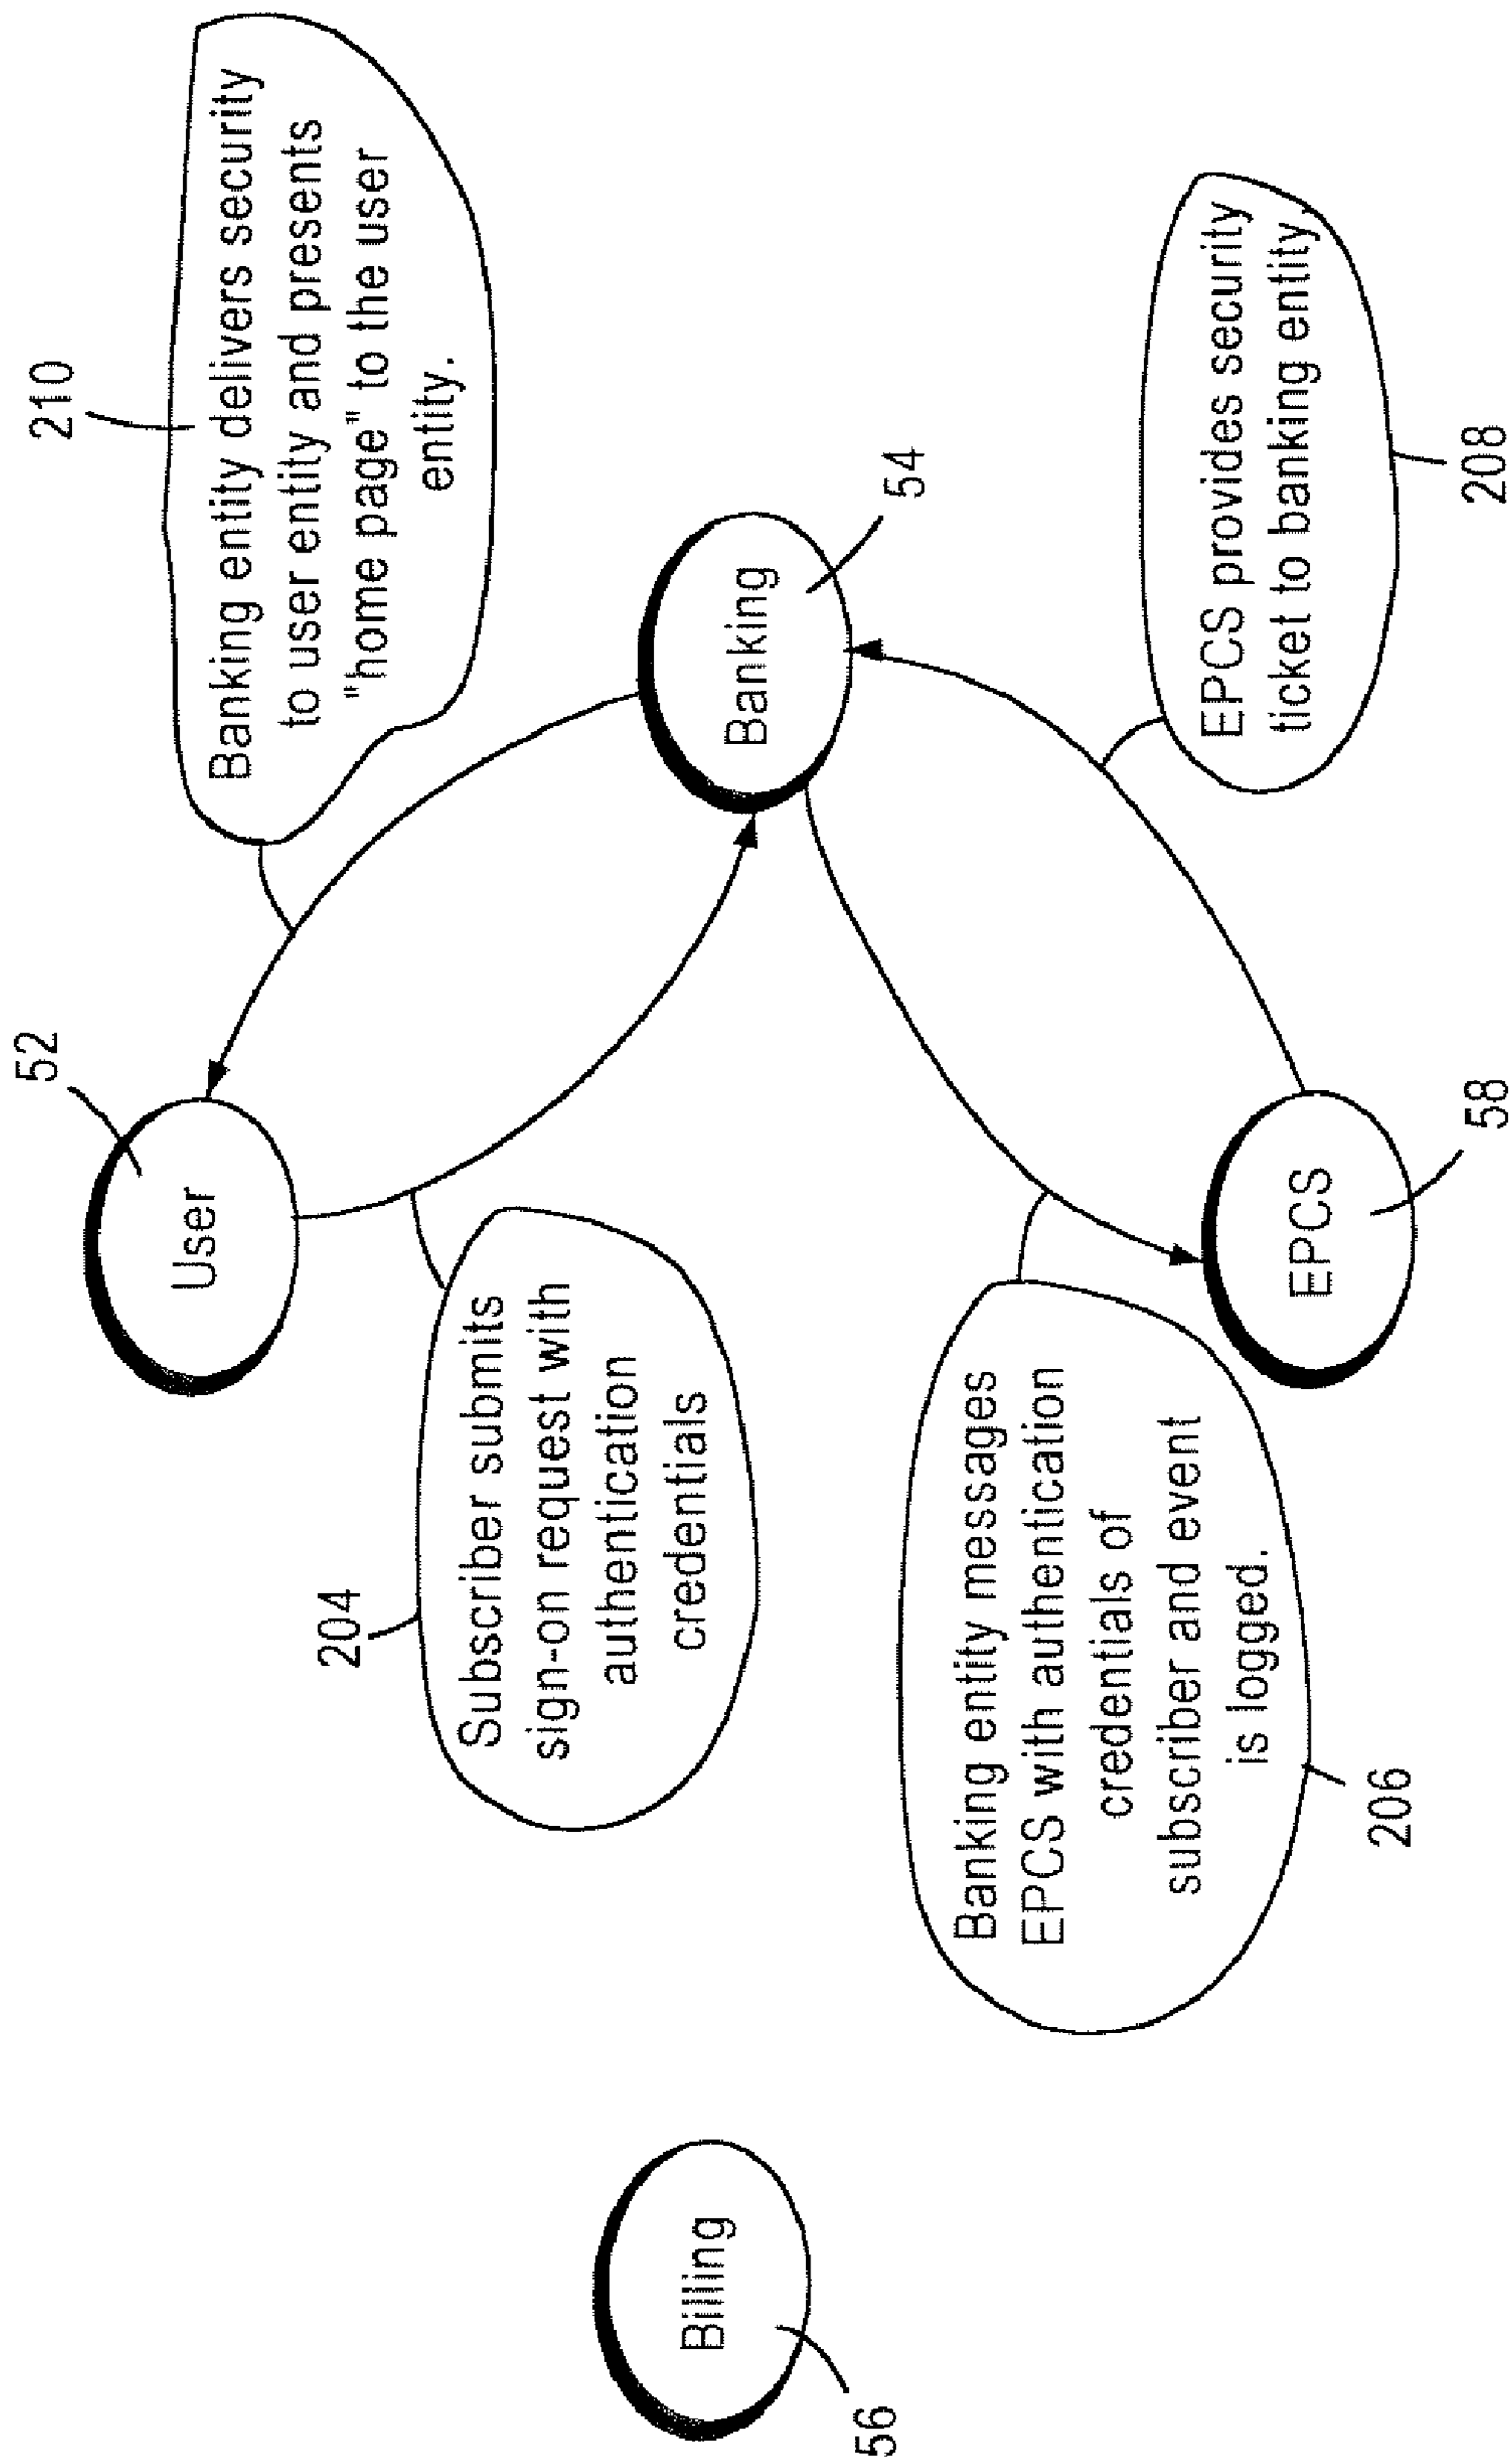 52
User
210
Banking entity delivers security
to user entity and presents
"home page" to the user
entity.
204
Subscriber submits
sign-on request with
authentication
credentials
Billing
56
Banking
54
Banking entity messages
EPCS with authentication
credentials of
subscriber and event
is logged.
206
EPCS
58
EPCS provides security
ticket to banking entity
208